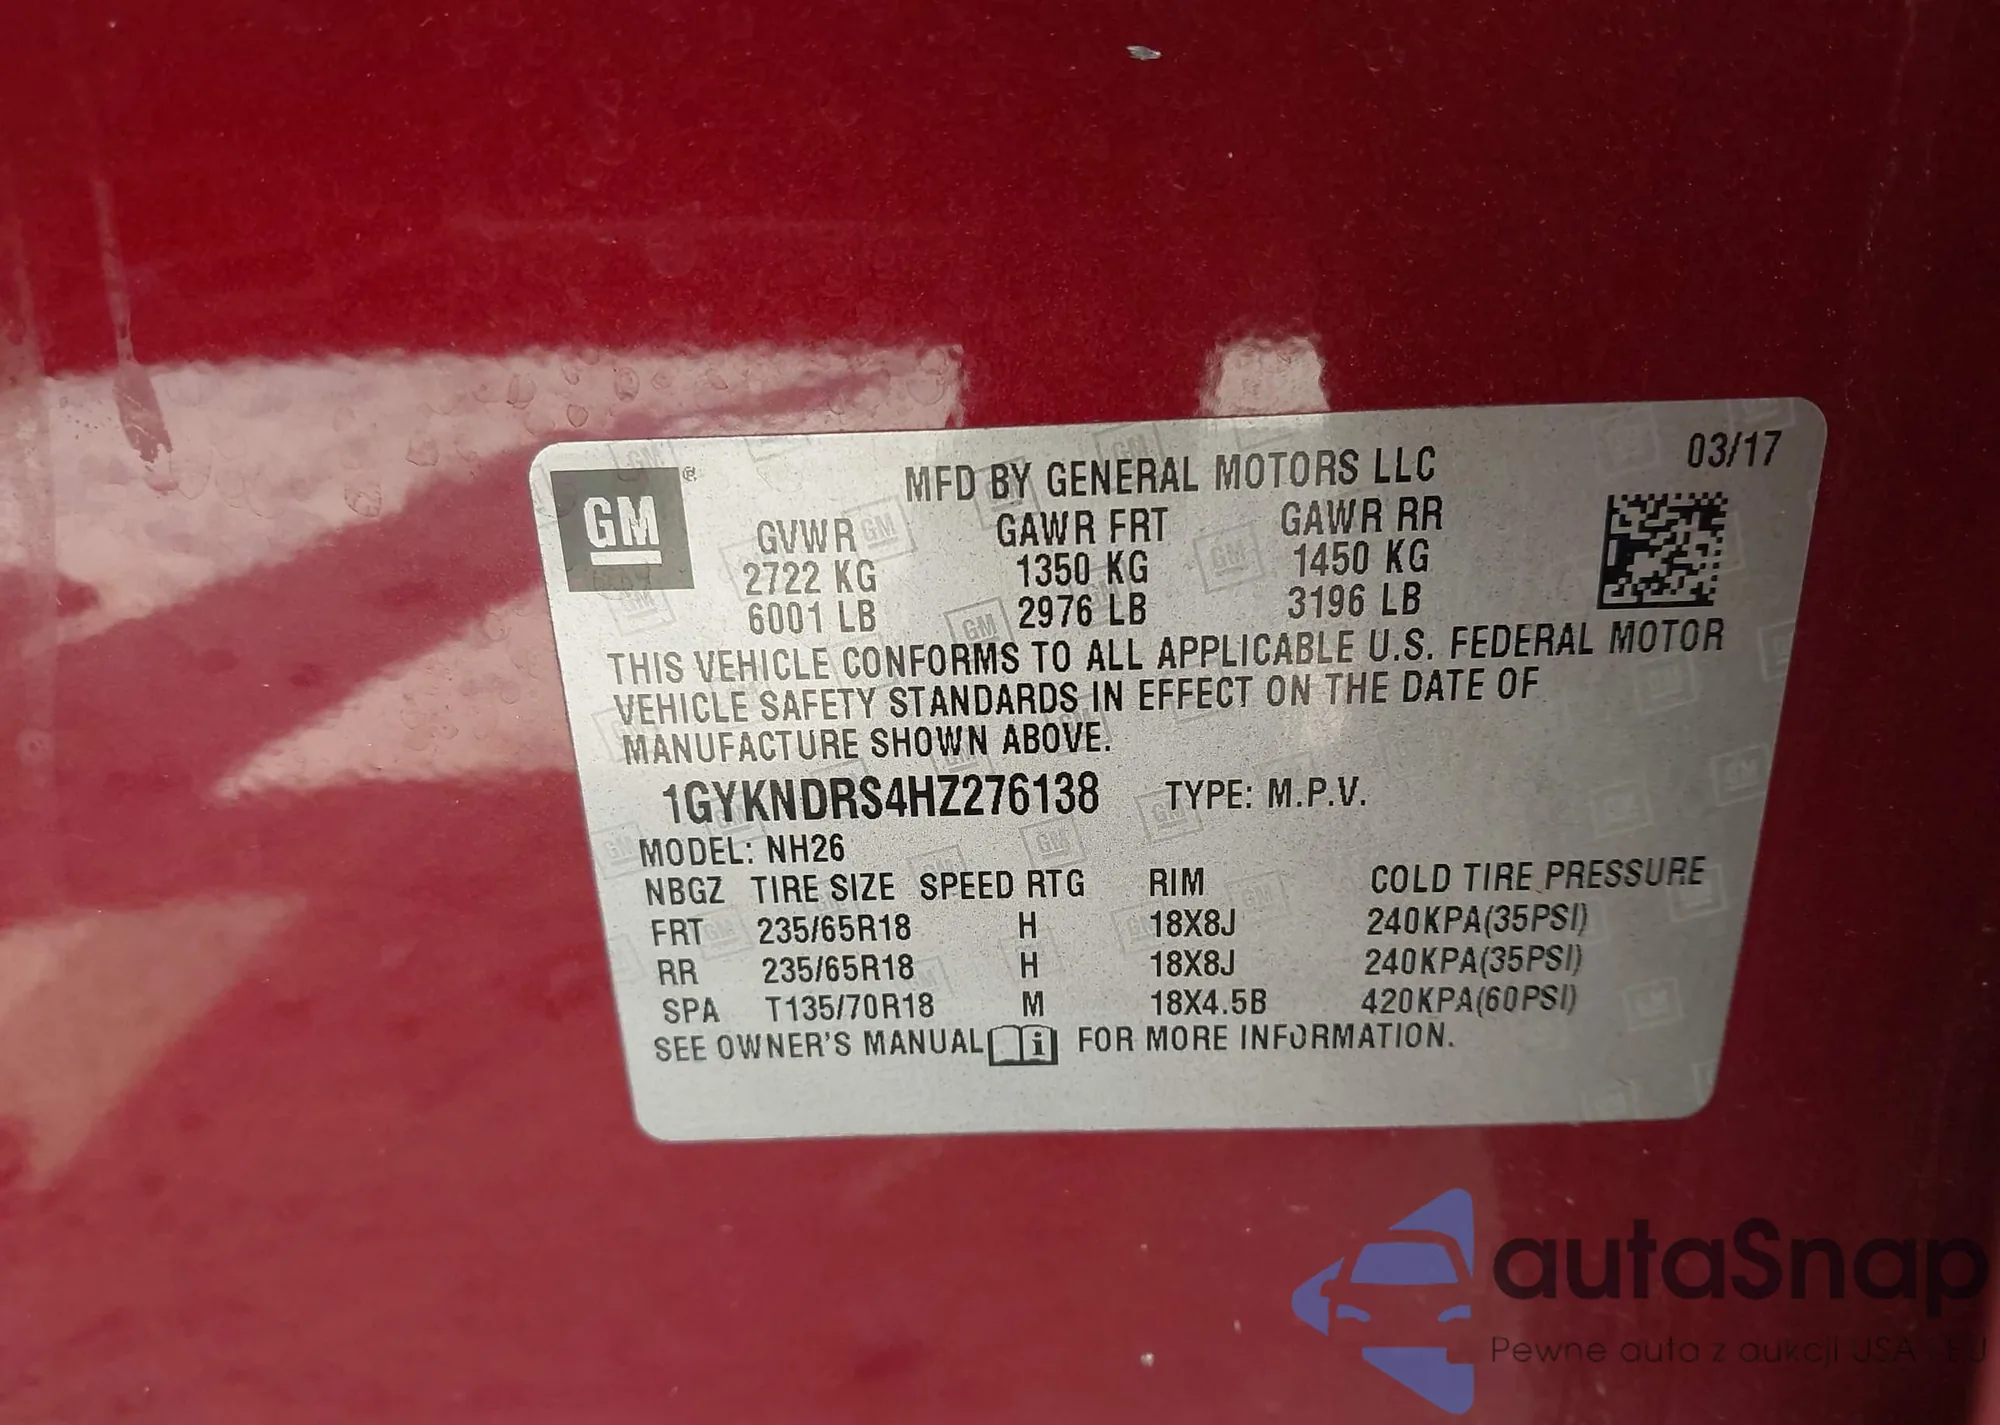 GM®
MFD BY GENERAL MOTORS LLC 03/17
GVWR GAWR FRT GAWR RR
2722 KG 1350 KG 1450 KG
6001 LB 2976 LB 3196 LB
THIS VEHICLE CONFORMS TO ALL APPLICABLE U.S. FEDERAL MOTOR
VEHICLE SAFETY STANDARDS IN EFFECT ON THE DATE OF
MANUFACTURE SHOWN ABOVE.
1GYKNDRS4HZ276138 TYPE: M.P.V.
MODEL: NH26
NBGZ TIRE SIZE SPEED RTG RIM COLD TIRE PRESSURE
FRT 235/65R18 H 18X8J 240KPA(35PSI)
RR 235/65R18 H 18X8J 240KPA(35PSI)
SPA T135/70R18 M 18X4.5B 420KPA(60PSI)
SEE OWNER'S MANUAL i FOR MORE INFORMATION.
autaSnap
Pewne auta z aukcji USA - EU